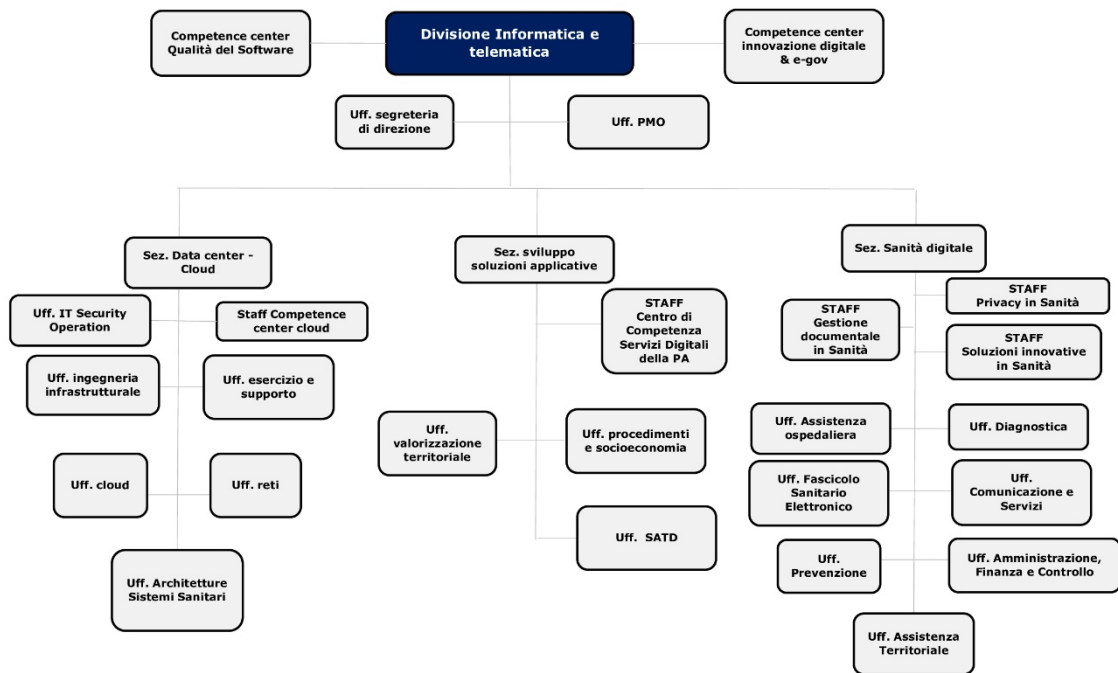 Competence center
Qualità del Software
Divisione Informatica e
telematica
Competence center
innovazione digitale
& e-gov
Uff. segreteria
di direzione
Uff. PMO
Sez. Data center -
Cloud
Sez. sviluppo
soluzioni applicative
Sez. Sanità digitale
Uff. IT Security
Operation
Staff Competence
center cloud
Uff. ingegneria
infrastrutturale
Uff. esercizio e
supporto
Uff. cloud
Uff. reti
Uff. Architetture
Sistemi Sanitari
STAFF
Centro di
Competenza
Servizi Digitali
della PA
Uff.
valorizzazione
territoriale
Uff. procedimenti
e socioeconomia
Uff. SATD
STAFF
Gestione
documentale
in Sanità
STAFF
Privacy in Sanità
STAFF
Soluzioni innovative
in Sanità
Uff. Assistenza
ospedaliera
Uff. Diagnostica
Uff. Fascicolo
Sanitario
Elettronico
Uff.
Comunicazione e
Servizi
Uff.
Prevenzione
Uff. Amministrazione,
Finanza e Controllo
Uff. Assistenza
Territoriale